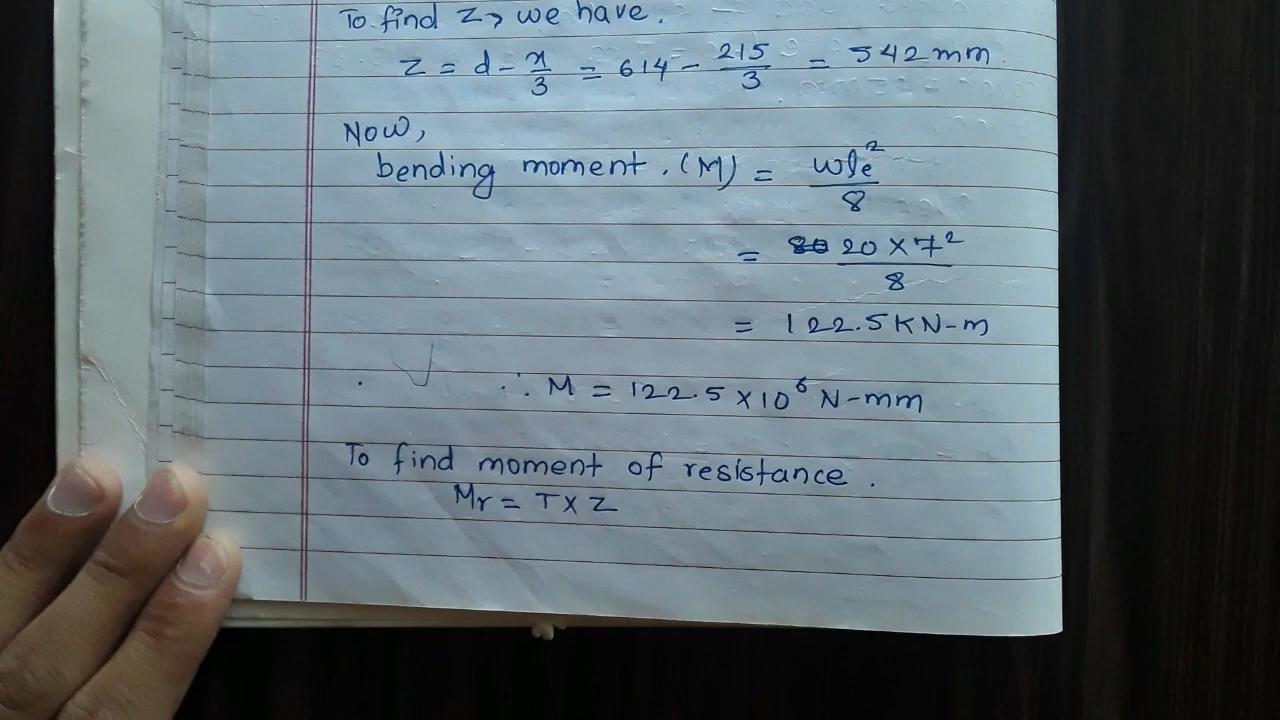 To find z, we have.
z = d - x/3 = 614 - 215/3 = 542 mm
Now,
bending moment. (M) = wle²/8
= 20 × 7²/8
= 122.5 KN-m
∴ M = 122.5 × 10⁶ N-mm
To find moment of resistance.
Mr = T × Z